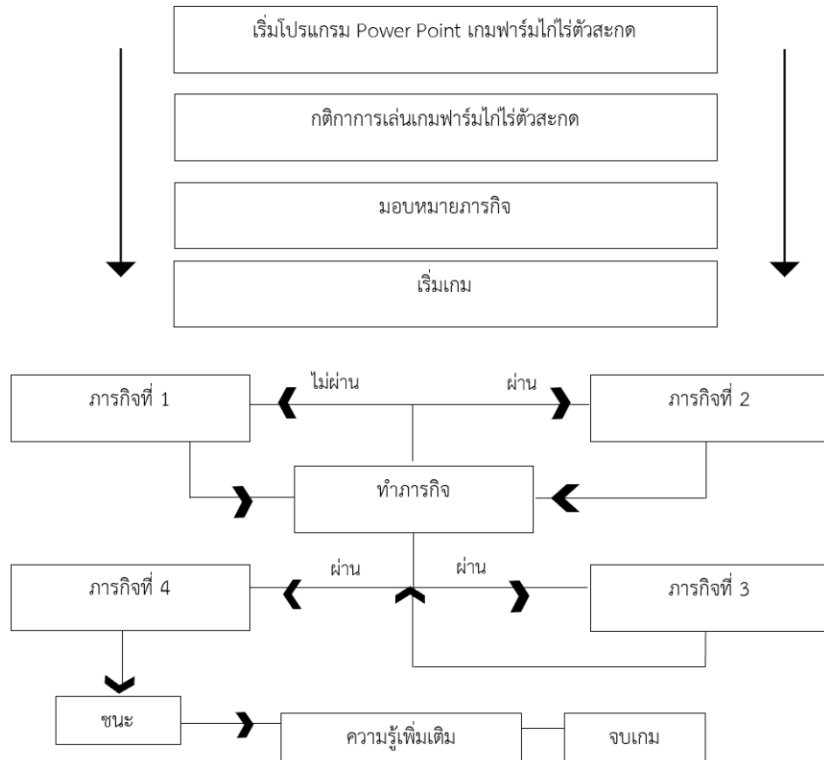 เริ่มโปรแกรม Power Point เกมฟาร์มไก่ไร่ตัวสะกด
กติกาการเล่นเกมฟาร์มไก่ไร่ตัวสะกด
มอบหมายภารกิจ
เริ่มเกม
ไม่ผ่าน
ผ่าน
ภารกิจที่ 1
ภารกิจที่ 2
ทำภารกิจ
ผ่าน
ผ่าน
ภารกิจที่ 4
ภารกิจที่ 3
ชนะ
ความรู้เพิ่มเติม
จบเกม